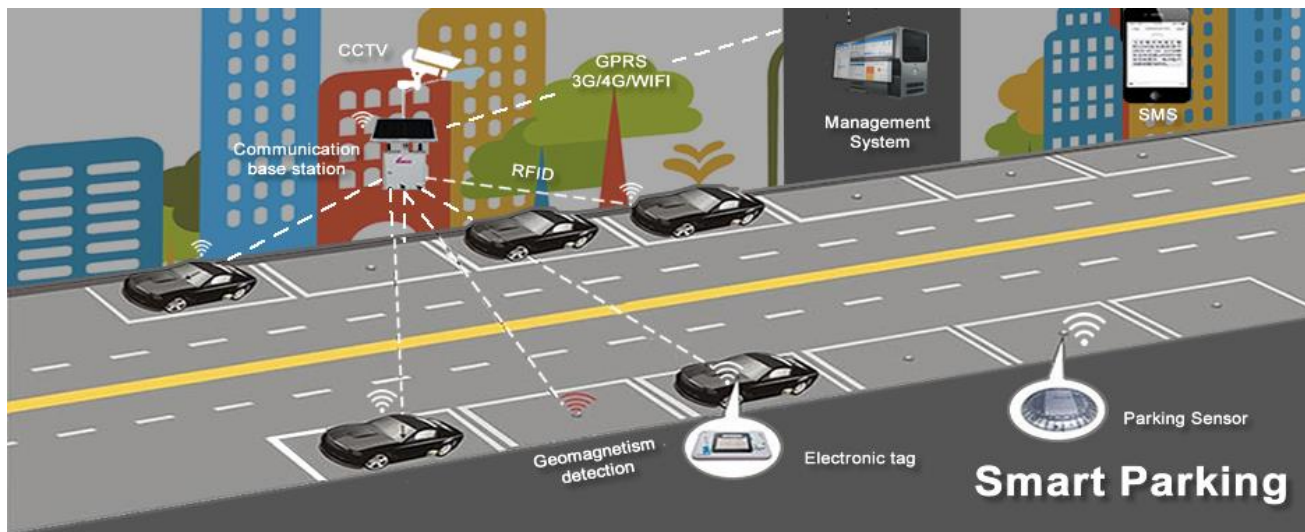 CCTV
GPRS
3G/4G/WIFI
Communication
base station
RFID
Management
System
SMS
Geomagnetism
detection
Electronic tag
Parking Sensor
Smart Parking